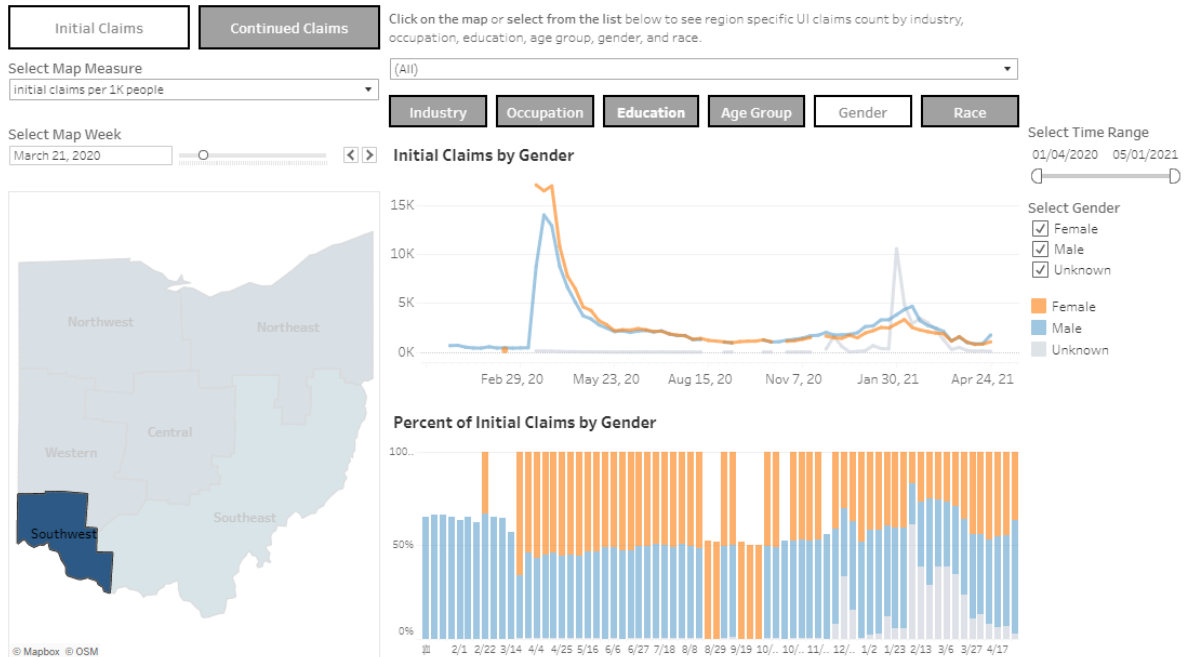 Initial Claims
Continued Claims
Click on the map or select from the list below to see region specific UI claims count by industry,
occupation, education, age group, gender, and race.
Select Map Measure
initial claims per 1K people
(All)
Industry
Occupation
Education
Age Group
Gender
Race
Select Map Week
March 21, 2020
Select Time Range
01/04/2020 05/01/2021
Initial Claims by Gender
15K
10K
5K
0K
Feb 29, 20
May 23, 20
Aug 15, 20
Nov 7, 20
Jan 30, 21
Apr 24, 21
Select Gender
Female
Male
Unknown
Female
Male
Unknown
Northwest
Northeast
Central
Western
Southeast
Southwest
© Mapbox © OSM
Percent of Initial Claims by Gender
100..
50%
0%
2/1 2/22 3/14 4/4 4/25 5/16 6/6 6/27 7/18 8/8 8/29 9/19 10/.. 10/.. 11/.. 12/.. 1/2 1/23 2/13 3/6 3/27 4/17